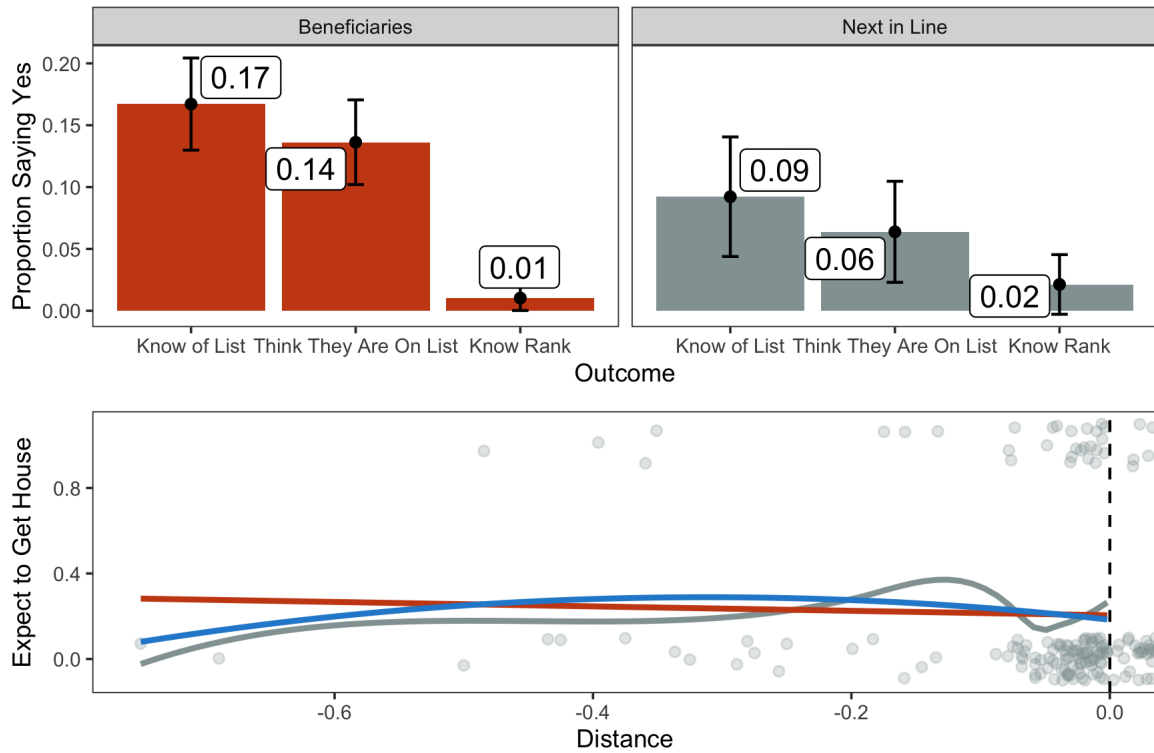 Beneficiaries
Next in Line
Proportion Saying Yes
0.20
0.15
0.10
0.05
0.00
0.17
0.14
0.01
0.09
0.06
0.02
Know of List Think They Are On List Know Rank
Know of List Think They Are On List Know Rank
Outcome
Expect to Get House
0.8
0.4
0.0
-0.6 -0.4 -0.2 0.0
Distance